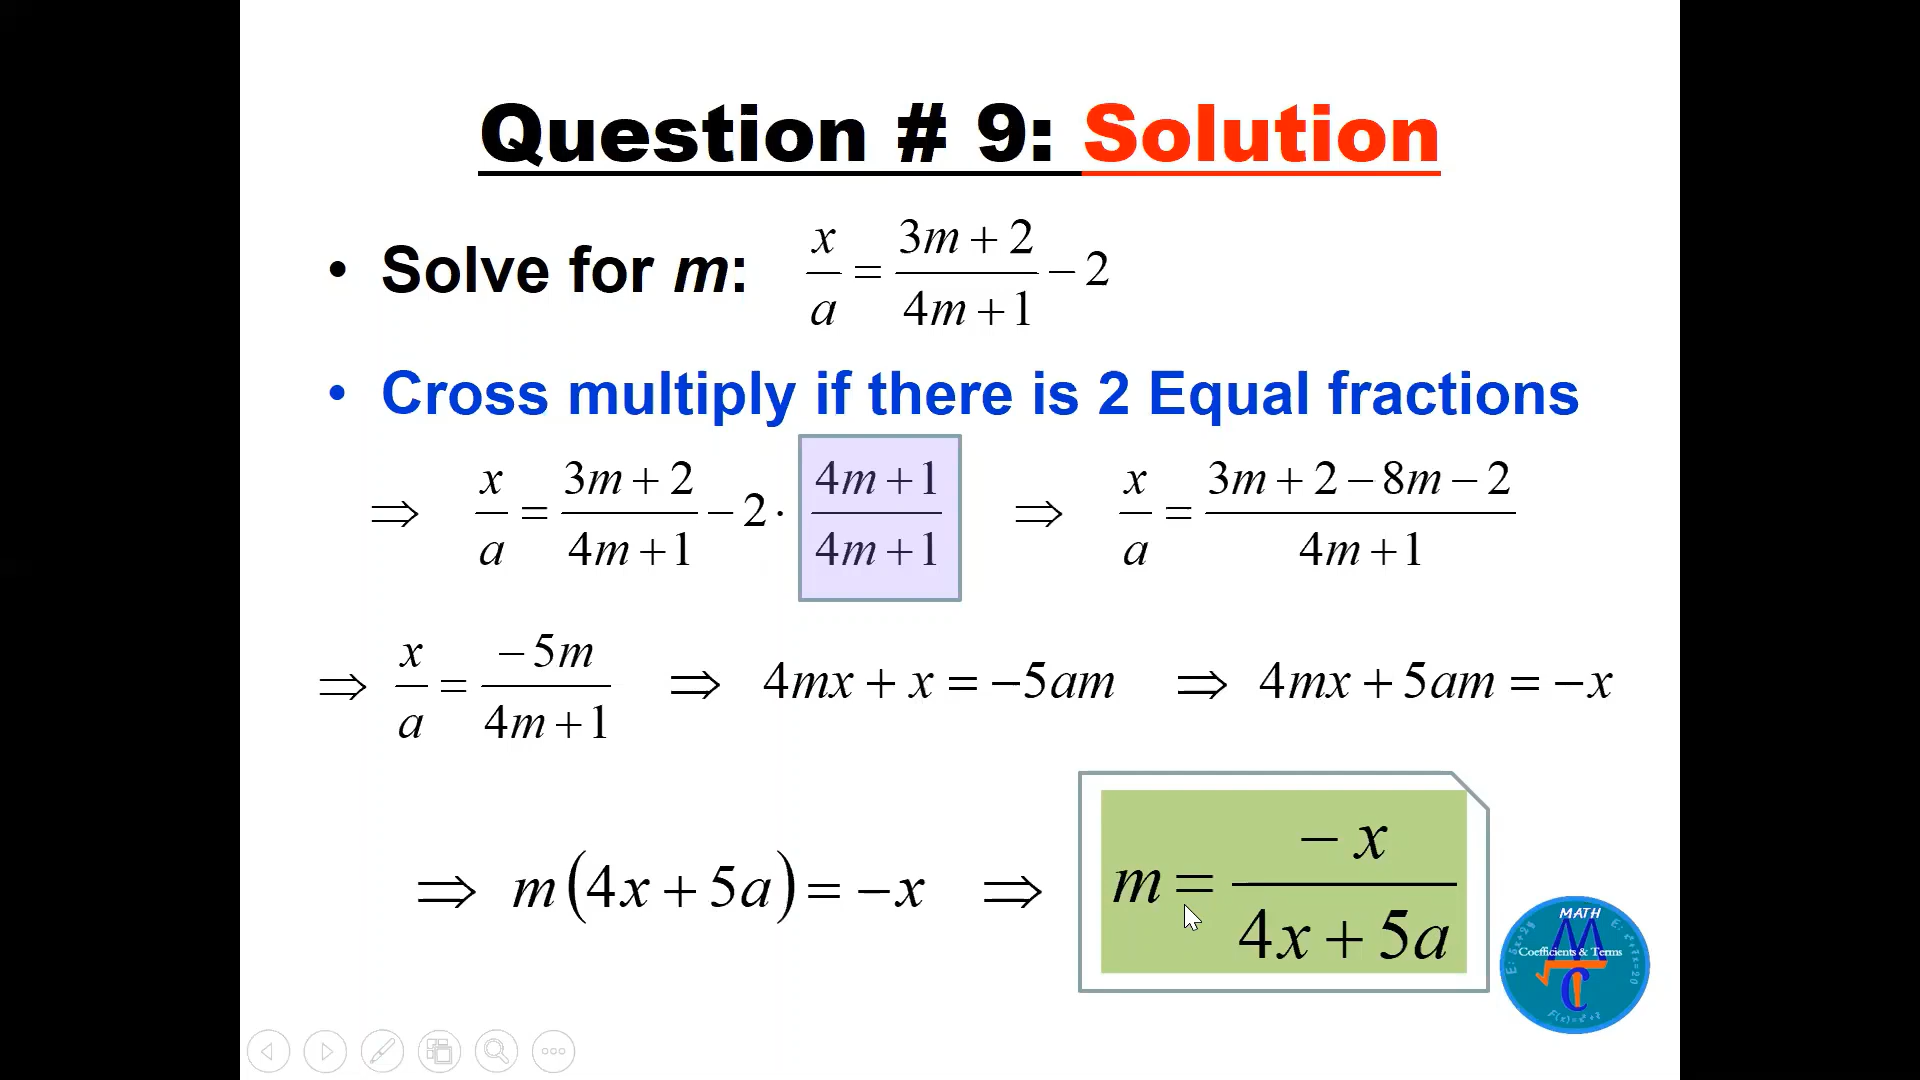 Question # 9: Solution
• Solve for m: x/a = (3m + 2)/(4m + 1) − 2
• Cross multiply if there is 2 Equal fractions
⇒ x/a = (3m + 2)/(4m + 1) − 2 · (4m + 1)/(4m + 1) ⇒ x/a = (3m + 2 − 8m − 2)/(4m + 1)
⇒ x/a = −5m/(4m + 1) ⇒ 4mx + x = −5am ⇒ 4mx + 5am = −x
⇒ m(4x + 5a) = −x ⇒ m = −x/(4x + 5a)
MATH
Coefficients & Terms